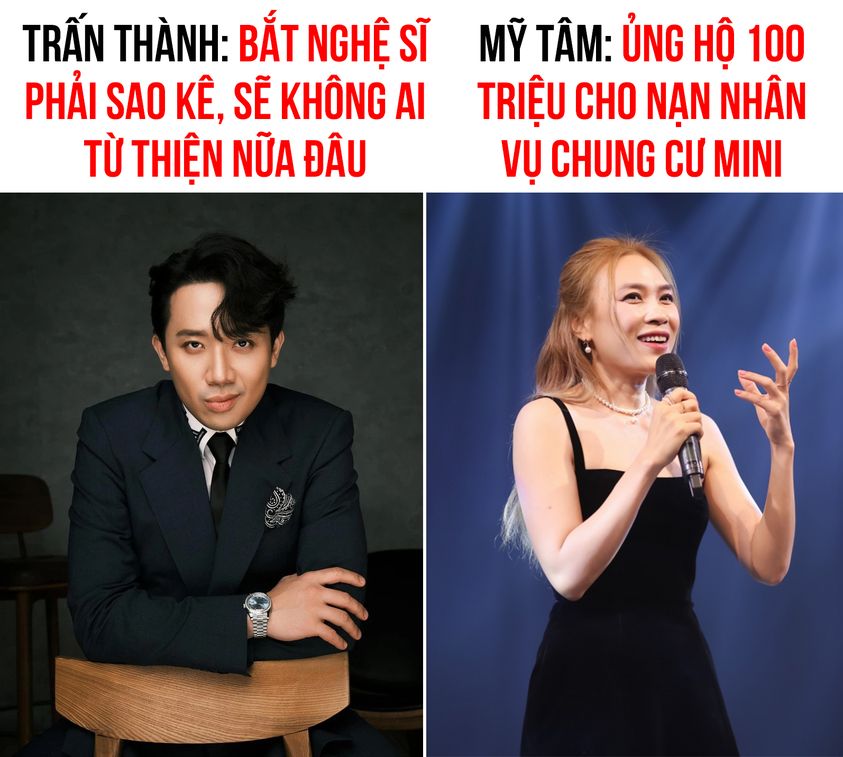 TRẤN THÀNH: BẮT NGHỆ SĨ
PHẢI SAO KÊ, SẼ KHÔNG AI
TỪ THIỆN NỮA ĐÂU
MỸ TÂM: ỦNG HỘ 100
TRIỆU CHO NẠN NHÂN
VỤ CHUNG CƯ MINI